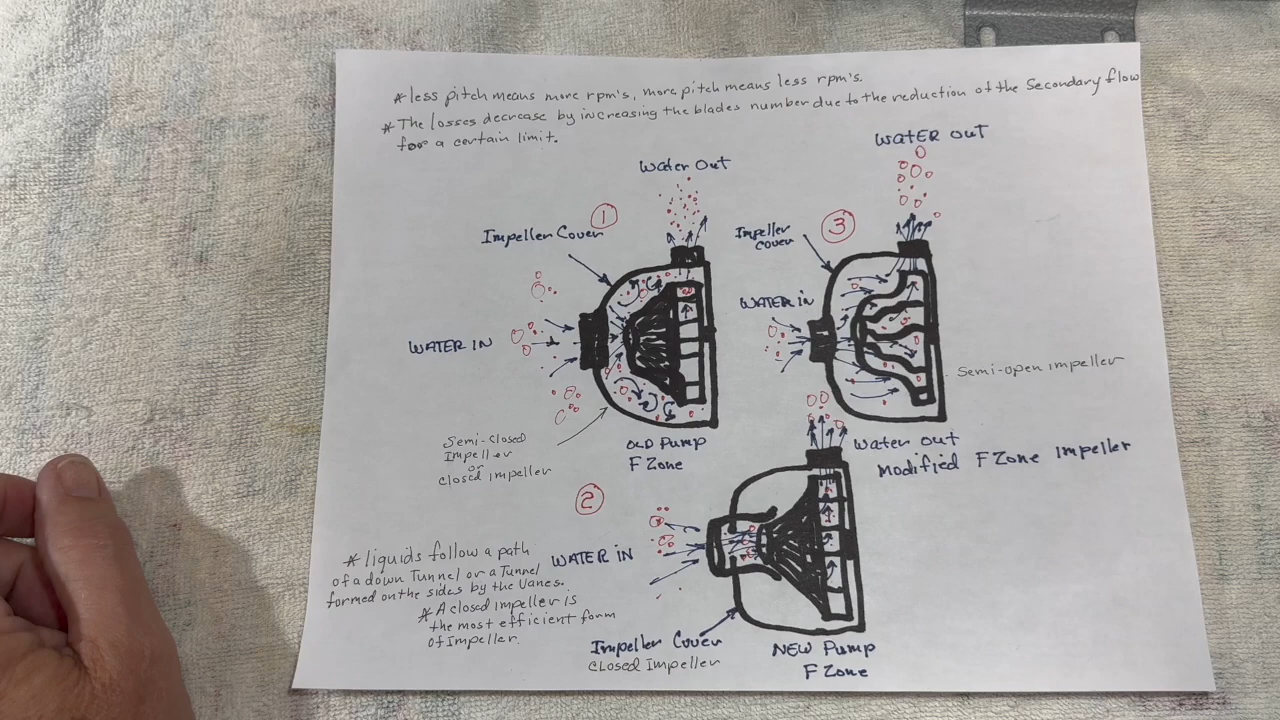 * less pitch means more rpm's, more pitch means less rpm's.
* The losses decrease by increasing the blades number due to the reduction of the Secondary flow
for a certain limit.
Water Out
1
Impeller Cover
WATER IN
Semi-closed
Impeller
or
closed impeller
OLD Pump
F Zone
WATER OUT
3
Impeller
cover
WATER in
Semi-open impeller
Modified F Zone impeller
2
Water out
WATER IN
Impeller Cover
Closed Impeller
NEW Pump
F Zone
* liquids follow a path
of a down Tunnel or a Tunnel
formed on the sides by the Vanes.
* A closed impeller is
the most efficient form
of Impeller.